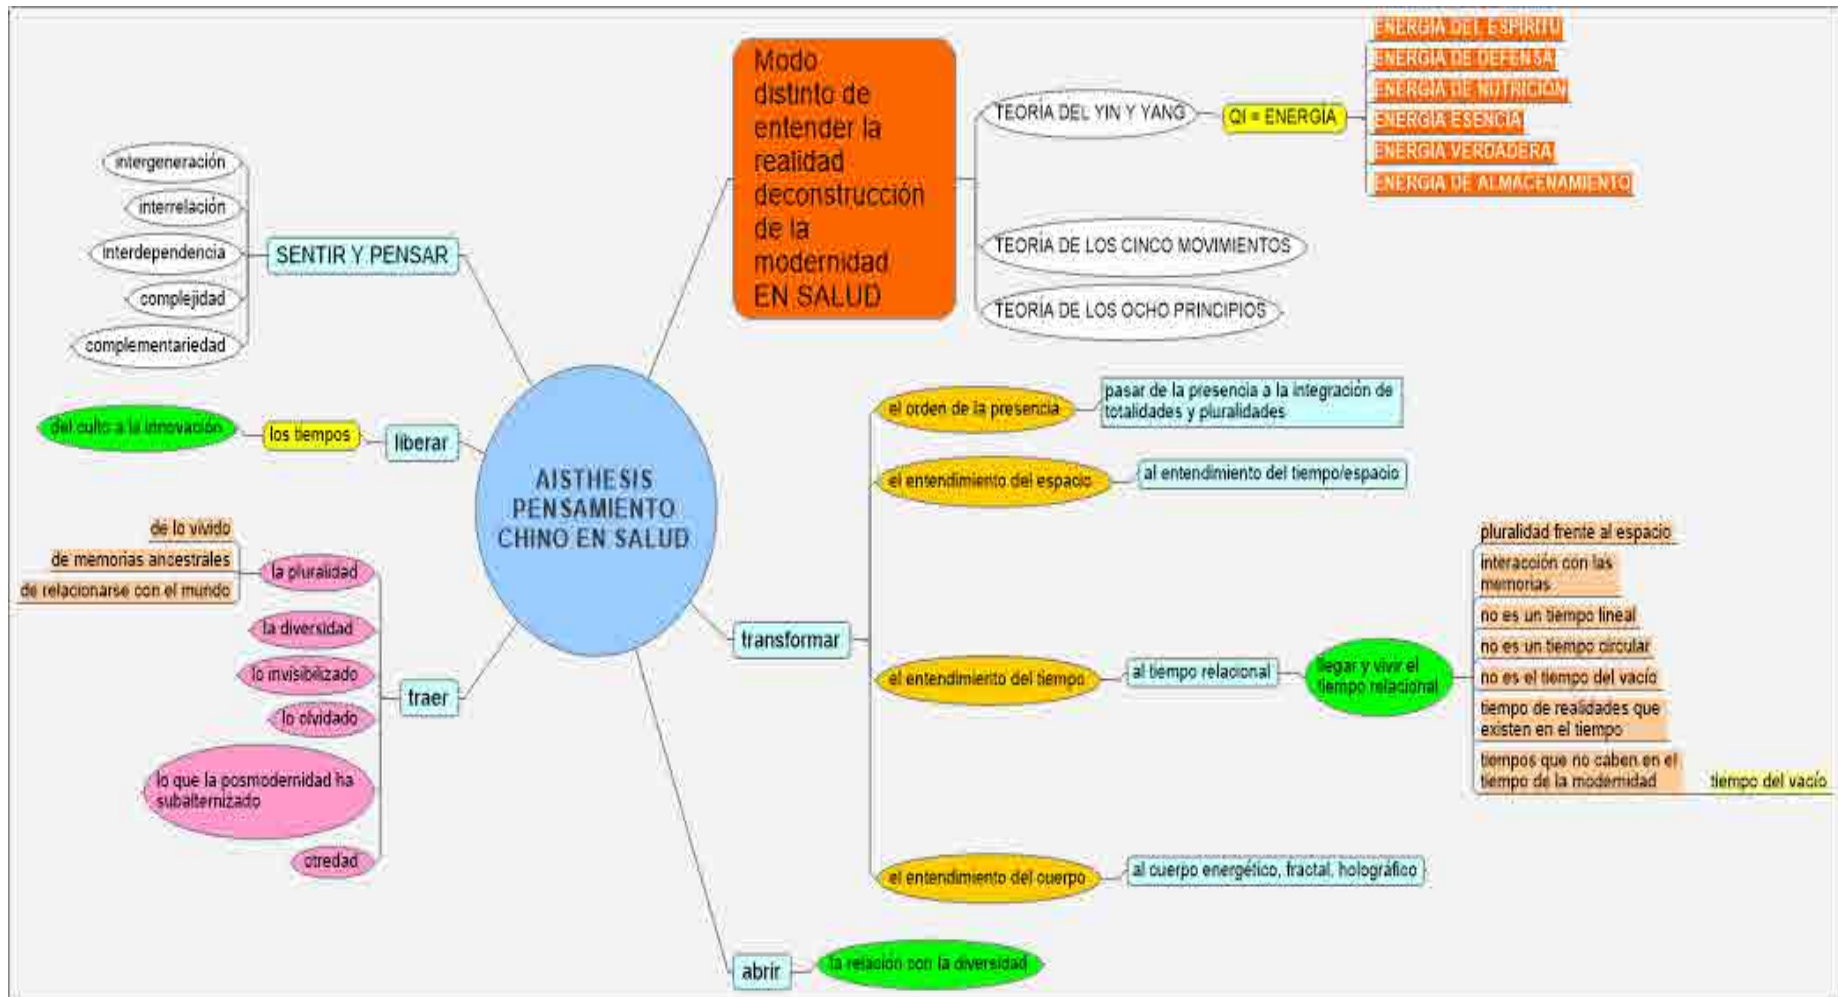 AISTHESIS
PENSAMIENTO
CHINO EN SALUD
Modo
distinto de
entender la
realidad
deconstrucción
de la
modernidad
EN SALUD
TEORÍA DEL YIN Y YANG
QI = ENERGÍA
ENERGÍA DEL ESPÍRITU
ENERGÍA DE DEFENSA
ENERGÍA DE NUTRICIÓN
ENERGÍA ESENCIA
ENERGÍA VERDADERA
ENERGÍA DE ALMACENAMIENTO
TEORÍA DE LOS CINCO MOVIMIENTOS
TEORÍA DE LOS OCHO PRINCIPIOS
transformar
el orden de la presencia
pasar de la presencia a la integración de
totalidades y pluralidades
el entendimiento del espacio
al entendimiento del tiempo/espacio
el entendimiento del tiempo
al tiempo relacional
llegar y vivir el
tiempo relacional
pluralidad frente al espacio
interacción con las
memorias
no es un tiempo lineal
no es un tiempo circular
no es el tiempo del vacío
tiempo de realidades que
existen en el tiempo
tiempos que no caben en el
tiempo de la modernidad
tiempo del vacío
el entendimiento del cuerpo
al cuerpo energético, fractal, holográfico
abrir
la relación con la diversidad
SENTIR Y PENSAR
intergeneración
interrelación
interdependencia
complejidad
complementariedad
liberar
los tiempos
del culto a la innovación
traer
la pluralidad
de lo vivido
de memorias ancestrales
de relacionarse con el mundo
la diversidad
lo invisibilizado
lo olvidado
lo que la posmodernidad ha
subalternizado
otredad